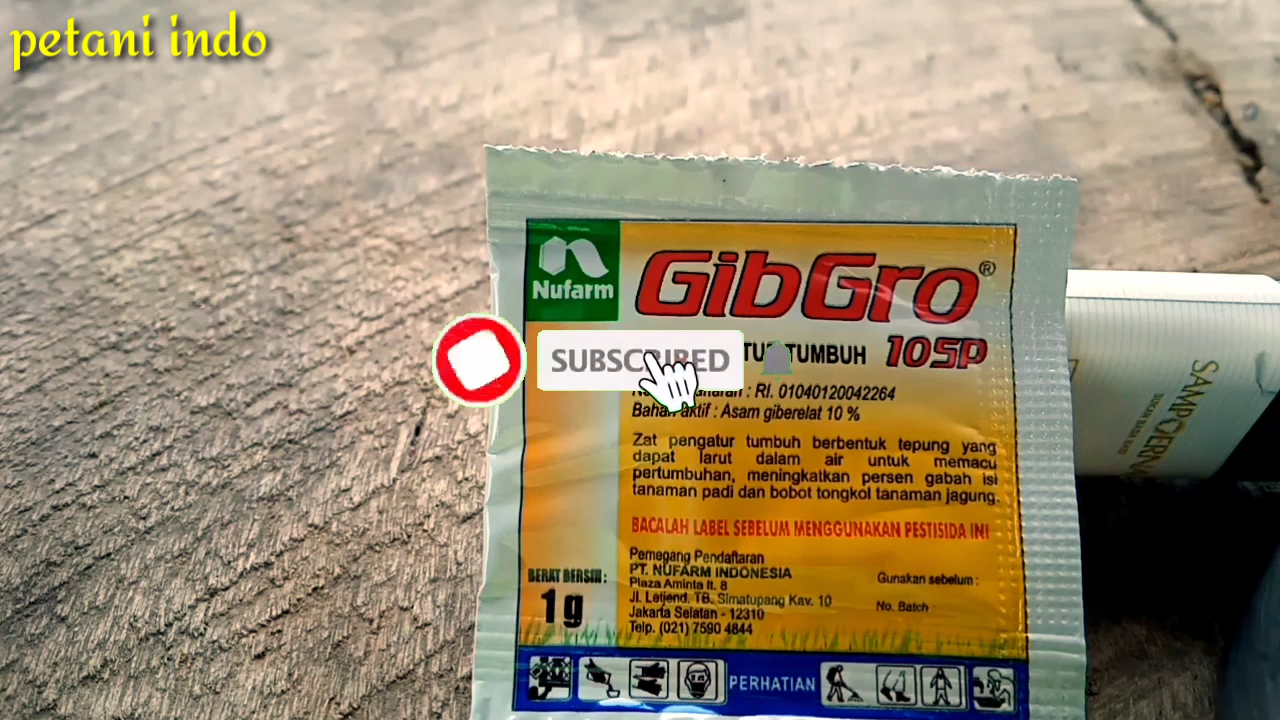 petani indo
Nufarm
GibGro®
TUR TUMBUH 10SP
SUBSCRIBED
: RI. 01040120042264
Bahan aktif : Asam giberelat 10 %
Zat pengatur tumbuh berbentuk tepung yang
dapat larut dalam air untuk memacu
pertumbuhan, meningkatkan persen gabah isi
tanaman padi dan bobot tongkol tanaman jagung.
BACALAH LABEL SEBELUM MENGGUNAKAN PESTISIDA INI
Pemegang Pendaftaran
PT. NUFARM INDONESIA
Plaza Aminta lt. 8
Jl. Letjend. TB. Simatupang Kav. 10
Jakarta Selatan - 12310
Telp. (021) 7590 4844
Gunakan sebelum :
No. Batch :
BERAT BERSIH :
1 g
PERHATIAN
SAMPOERNA